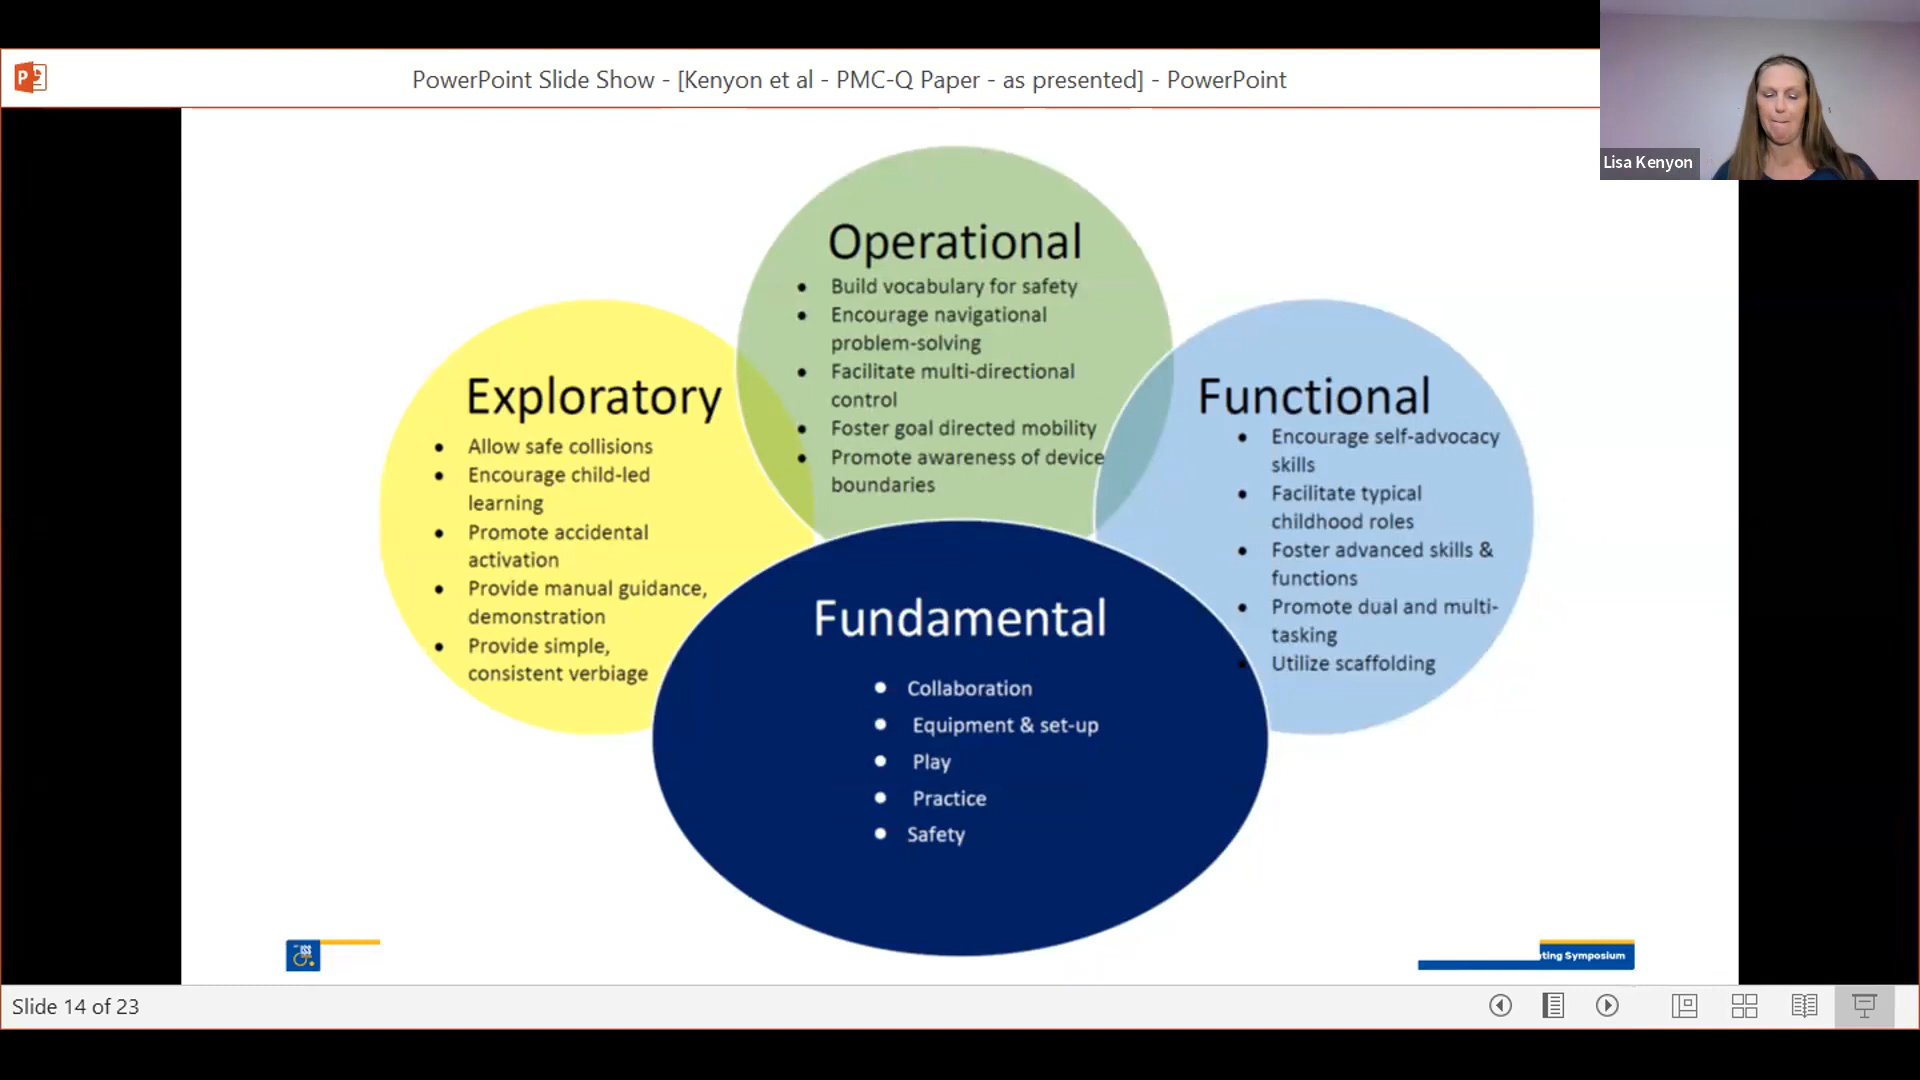 PowerPoint Slide Show - [Kenyon et al - PMC-Q Paper - as presented] - PowerPoint
Lisa Kenyon
Operational
Build vocabulary for safety
Encourage navigational
problem-solving
Facilitate multi-directional
control
Foster goal directed mobility
Promote awareness of device
boundaries
Exploratory
Allow safe collisions
Encourage child-led
learning
Promote accidental
activation
Provide manual guidance,
demonstration
Provide simple,
consistent verbiage
Functional
Encourage self-advocacy
skills
Facilitate typical
childhood roles
Foster advanced skills &
functions
Promote dual and multi-
tasking
Utilize scaffolding
Fundamental
Collaboration
Equipment & set-up
Play
Practice
Safety
ISS
ting Symposium
Slide 14 of 23